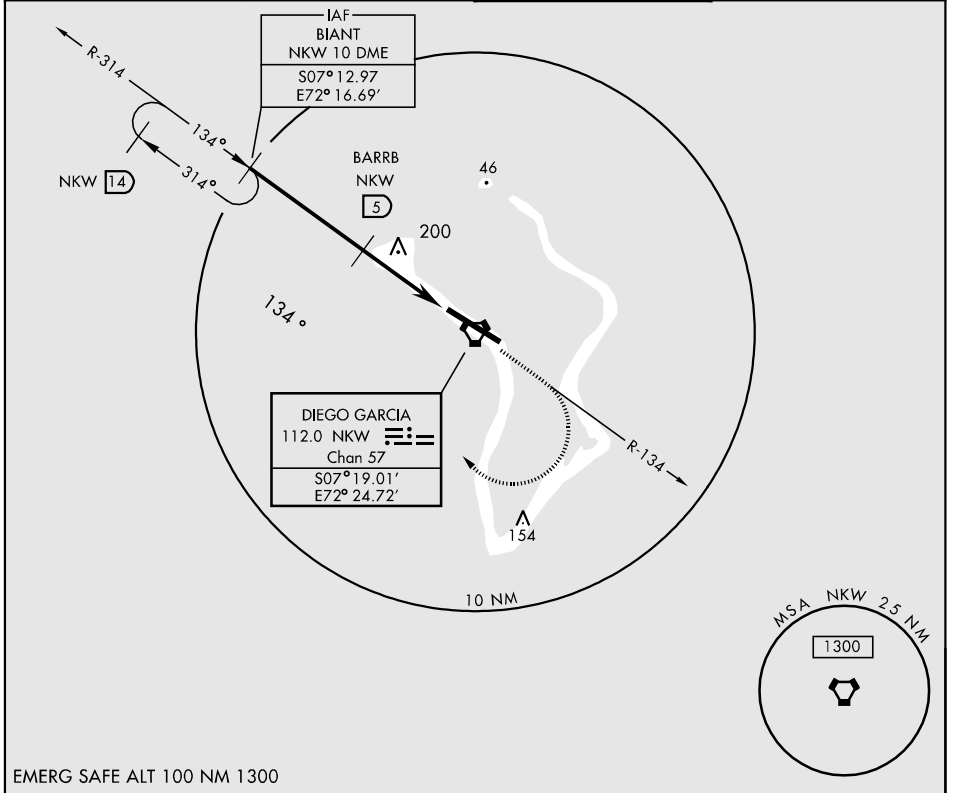 IAF
BIANT
NKW 10 DME
S07° 12.97
E72° 16.69'
R-314
134°
314°
NKW 14
BARRB
NKW
5
46
200
134°
DIEGO GARCIA
112.0 NKW
Chan 57
S07° 19.01'
E72° 24.72'
R-134
154
10 NM
MSA NKW 25 NM
1300
EMERG SAFE ALT 100 NM 1300